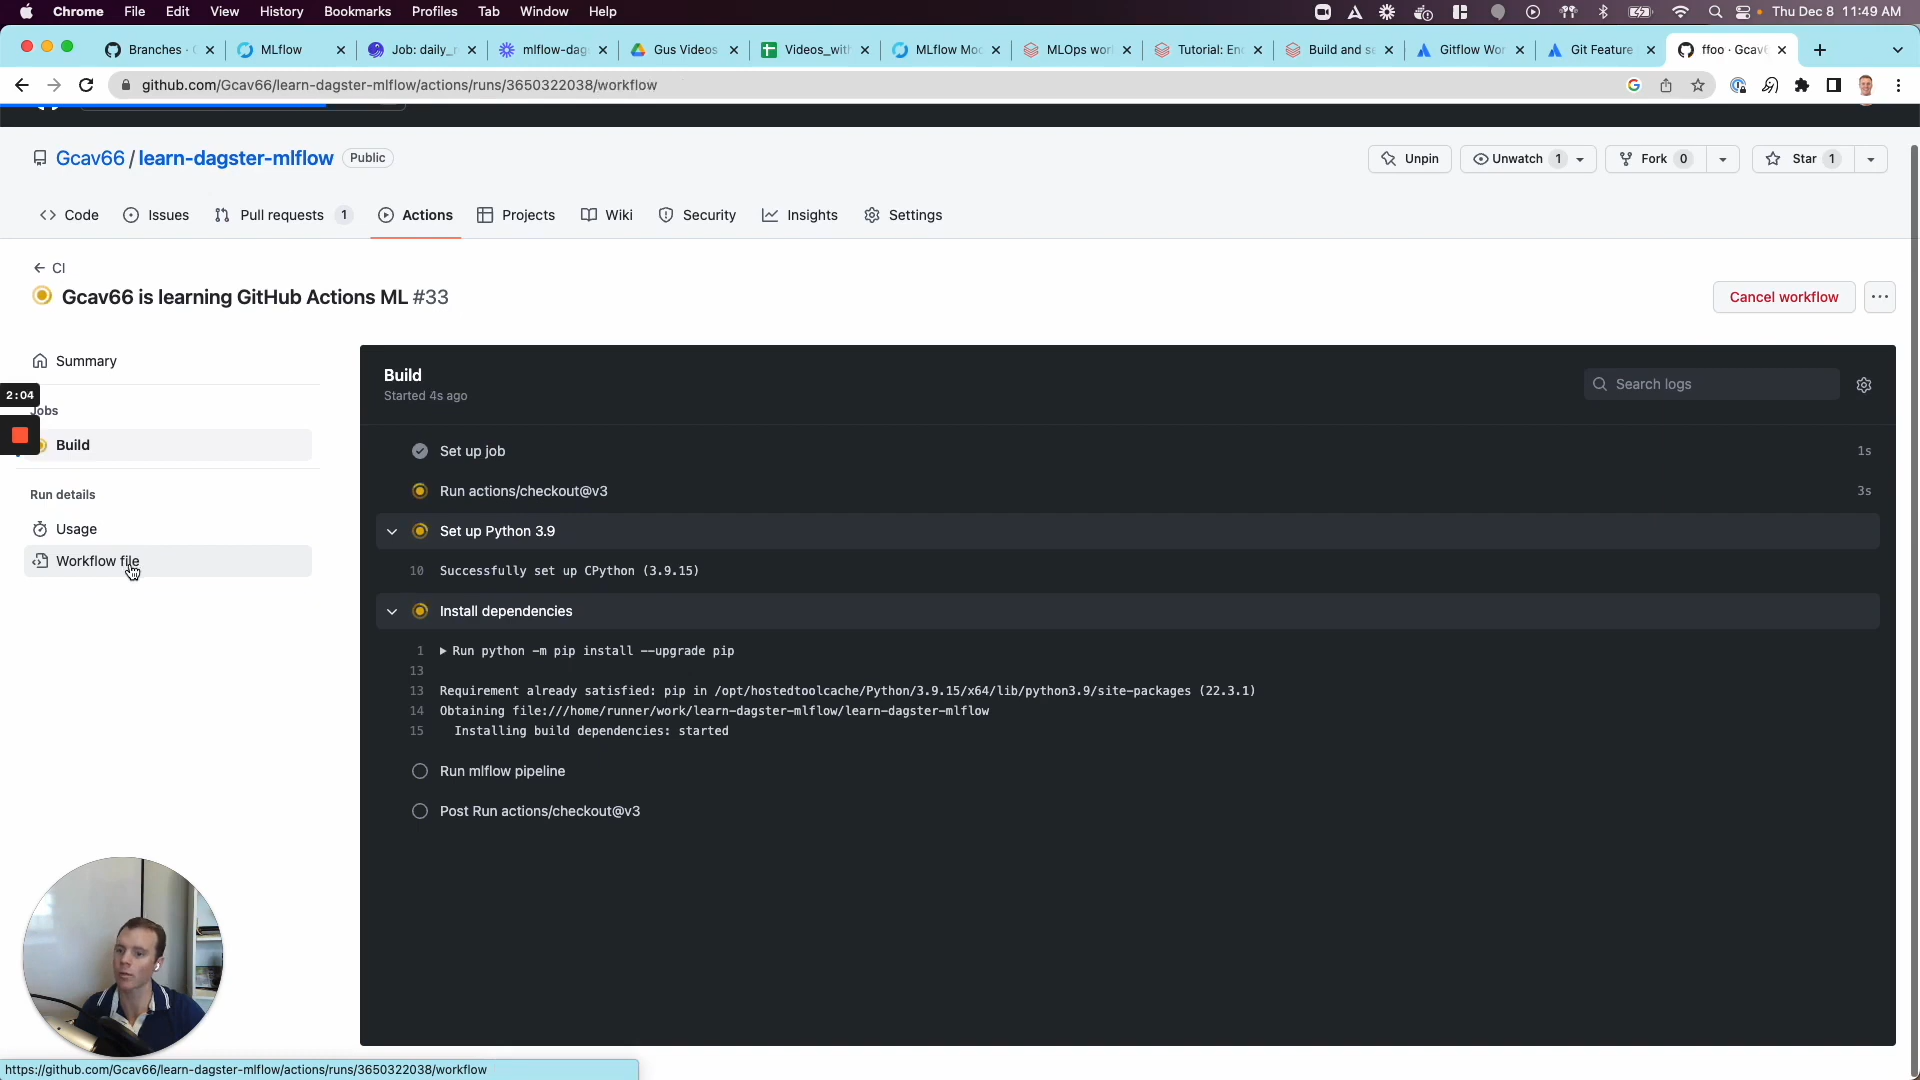 Chrome File Edit View History Bookmarks Profiles Tab Window Help Thu Dec 8 11:49 AM
Branches · MLflow Job: daily_ mlflow-dag Gus Videos Videos_with MLflow Mod MLOps wor Tutorial: En Build and se Gitflow Wor Git Feature ffoo · Gcav6
github.com/Gcav66/learn-dagster-mlflow/actions/runs/3650322038/workflow
Gcav66 / learn-dagster-mlflow Public Unpin Unwatch 1 Fork 0 Star 1
Code Issues Pull requests 1 Actions Projects Wiki Security Insights Settings
← CI
Gcav66 is learning GitHub Actions ML #33 Cancel workflow ...
Summary
2:04
Jobs
Build
Run details
Usage
Workflow file
Build
Started 4s ago
Search logs
Set up job 1s
Run actions/checkout@v3 3s
Set up Python 3.9
10 Successfully set up CPython (3.9.15)
Install dependencies
1 ▶ Run python -m pip install --upgrade pip
13
13 Requirement already satisfied: pip in /opt/hostedtoolcache/Python/3.9.15/x64/lib/python3.9/site-packages (22.3.1)
14 Obtaining file:///home/runner/work/learn-dagster-mlflow/learn-dagster-mlflow
15 Installing build dependencies: started
Run mlflow pipeline
Post Run actions/checkout@v3
https://github.com/Gcav66/learn-dagster-mlflow/actions/runs/3650322038/workflow